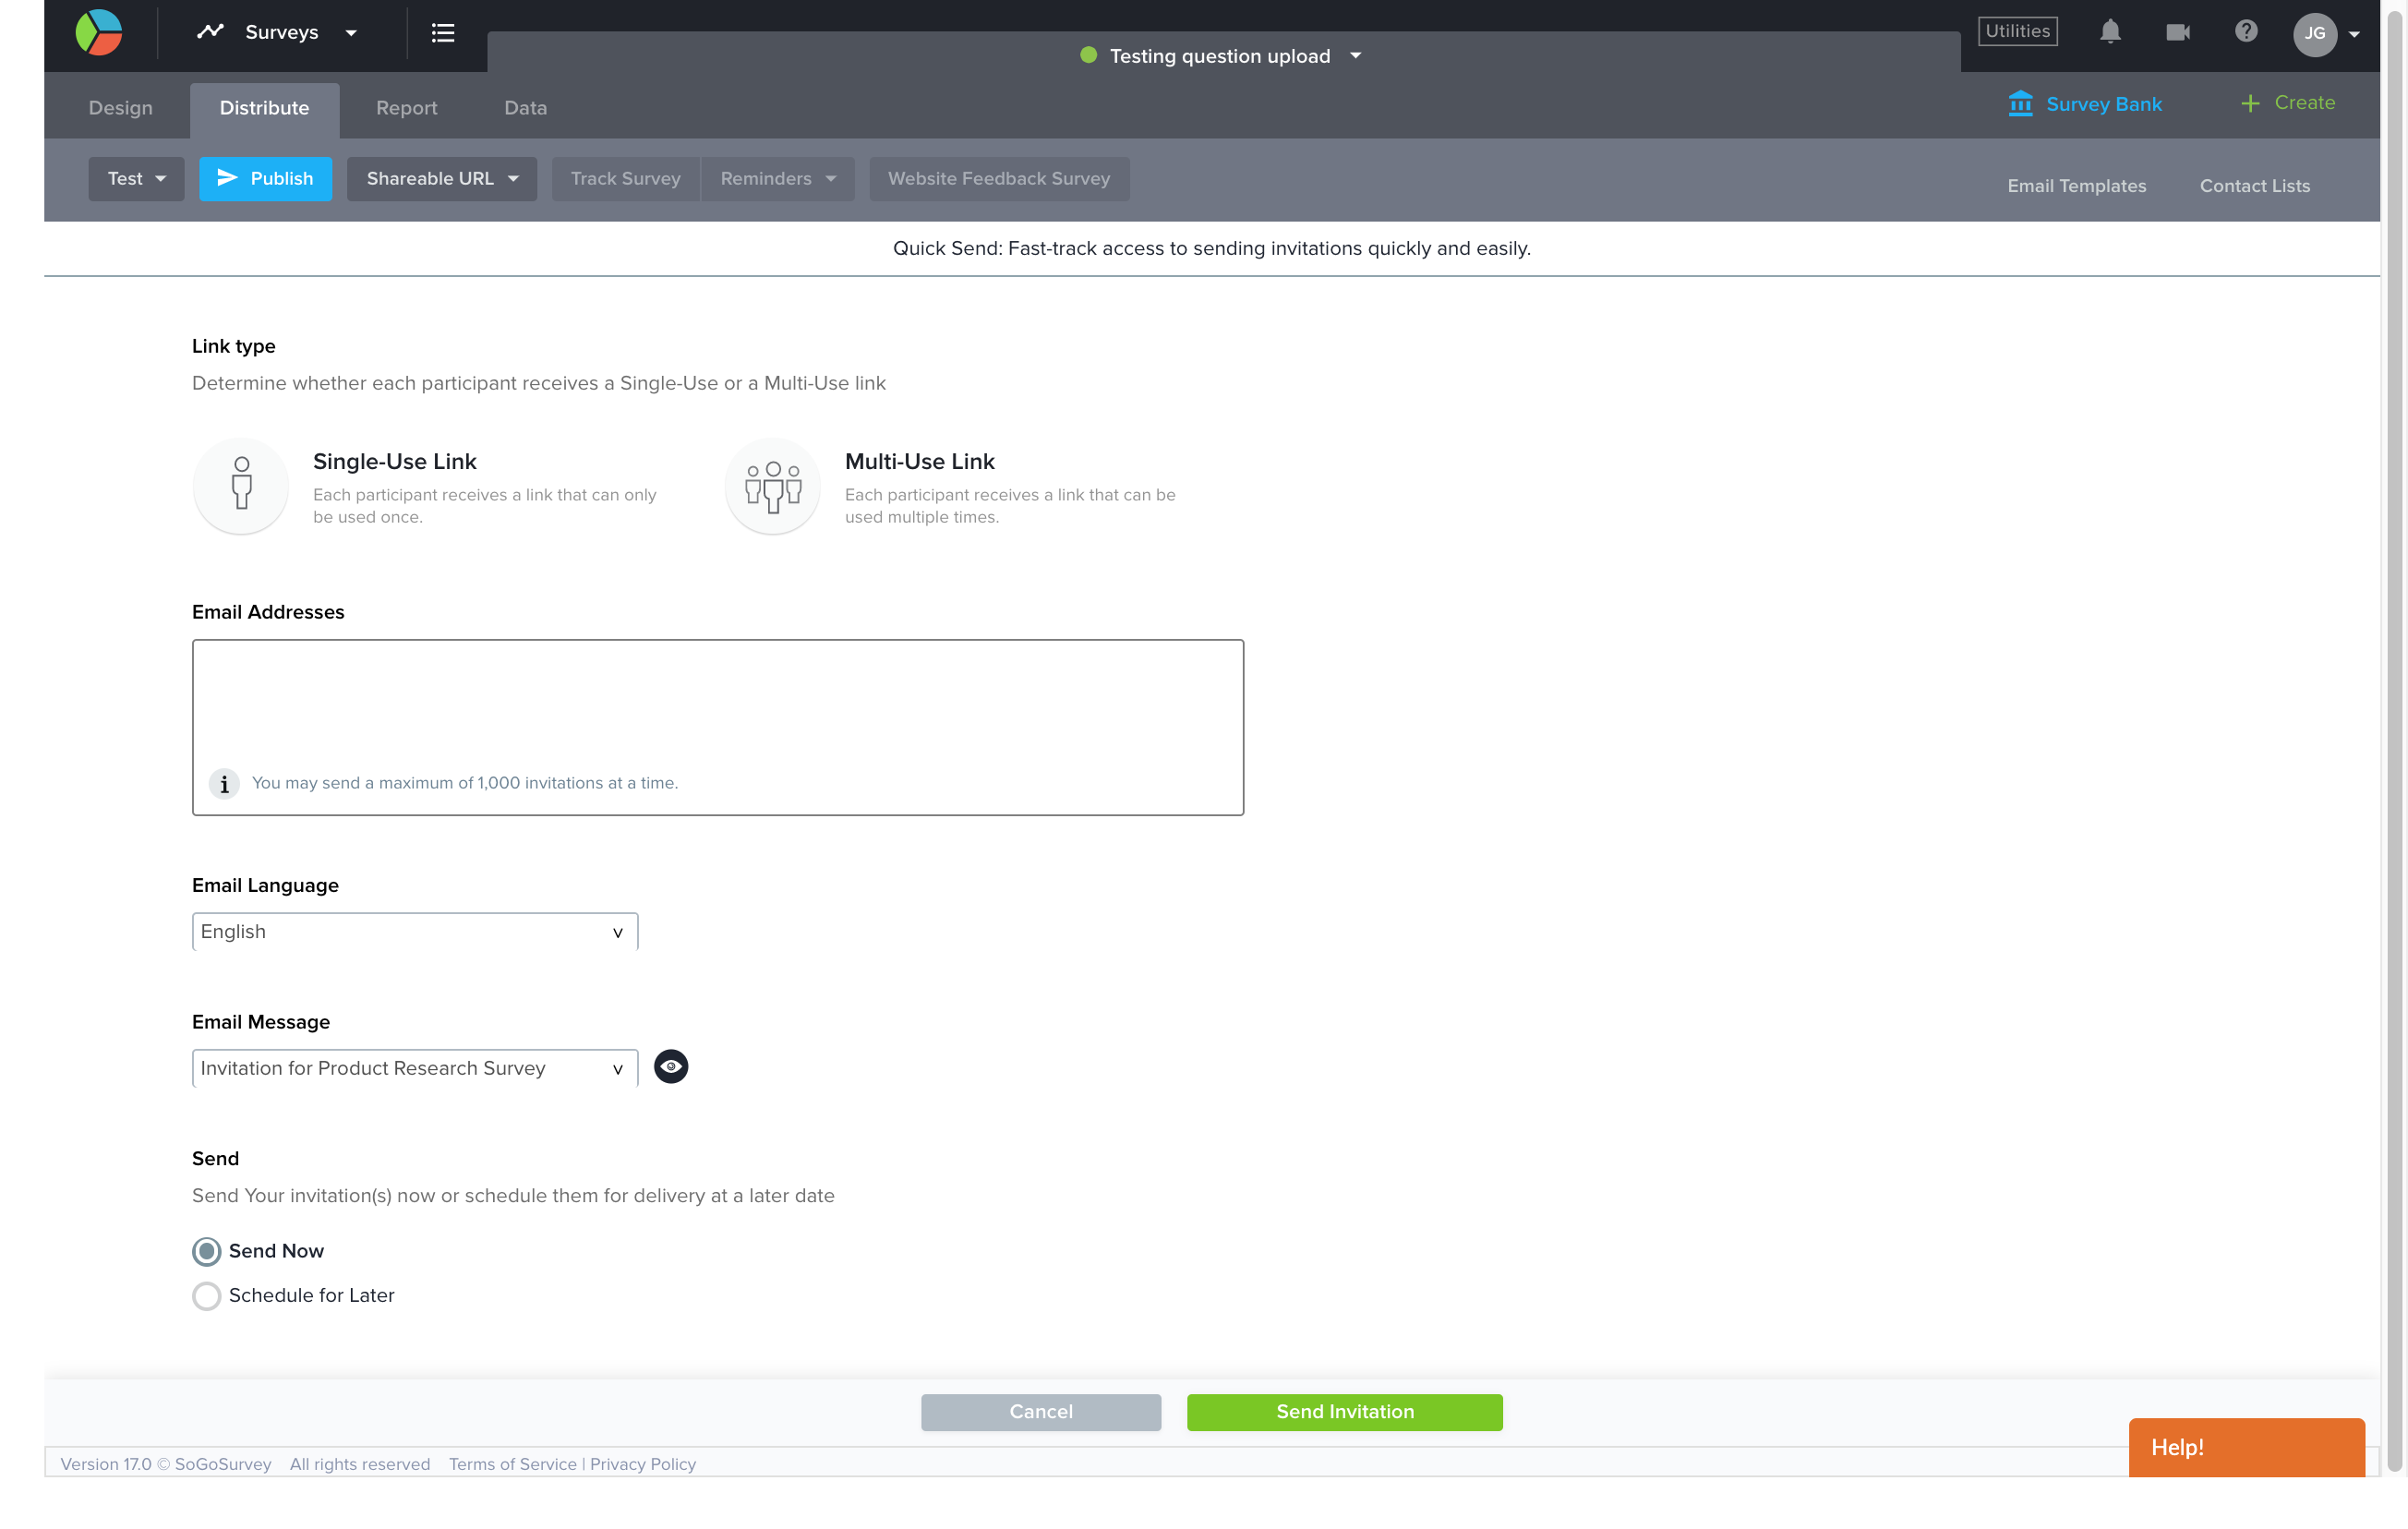 Surveys
Testing question upload
Utilities
JG
Design
Distribute
Report
Data
Survey Bank
+ Create
Test
Publish
Shareable URL
Track Survey
Reminders
Website Feedback Survey
Email Templates
Contact Lists
Quick Send: Fast-track access to sending invitations quickly and easily.
Link type
Determine whether each participant receives a Single-Use or a Multi-Use link
Single-Use Link
Each participant receives a link that can only
be used once.
Multi-Use Link
Each participant receives a link that can be
used multiple times.
Email Addresses
You may send a maximum of 1,000 invitations at a time.
Email Language
English
Email Message
Invitation for Product Research Survey
Send
Send Your invitation(s) now or schedule them for delivery at a later date
Send Now
Schedule for Later
Cancel
Send Invitation
Help!
Version 17.0 © SoGoSurvey All rights reserved Terms of Service | Privacy Policy